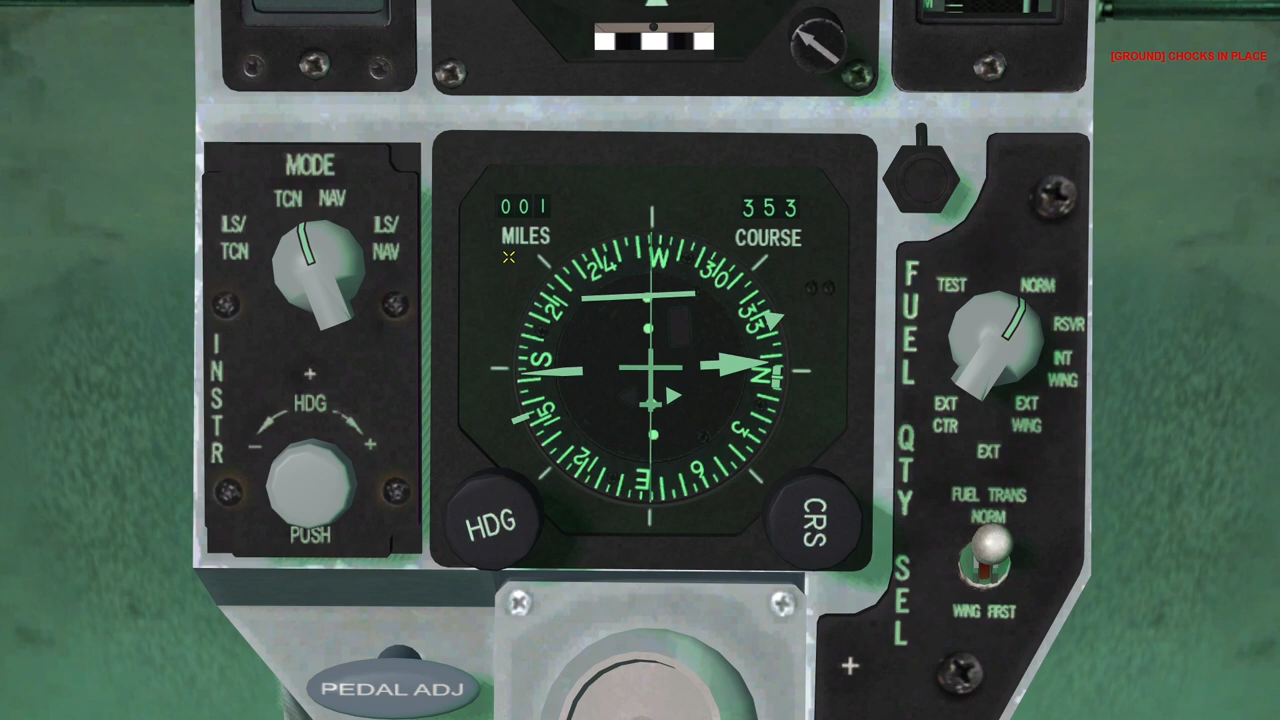 [GROUND] CHOCKS IN PLACE
MODE
TCN NAV
ILS/
TCN
ILS/
NAV
INSTR
HDG
PUSH
001
MILES
353
COURSE
24
W
30
33
N
3
6
E
12
15
S
21
HDG
CRS
FUEL QTY SEL
TEST
NORM
RSVR
INT
WING
EXT
WING
EXT
CTR
EXT
FUEL TRANS
NORM
WING FIRST
PEDAL ADJ